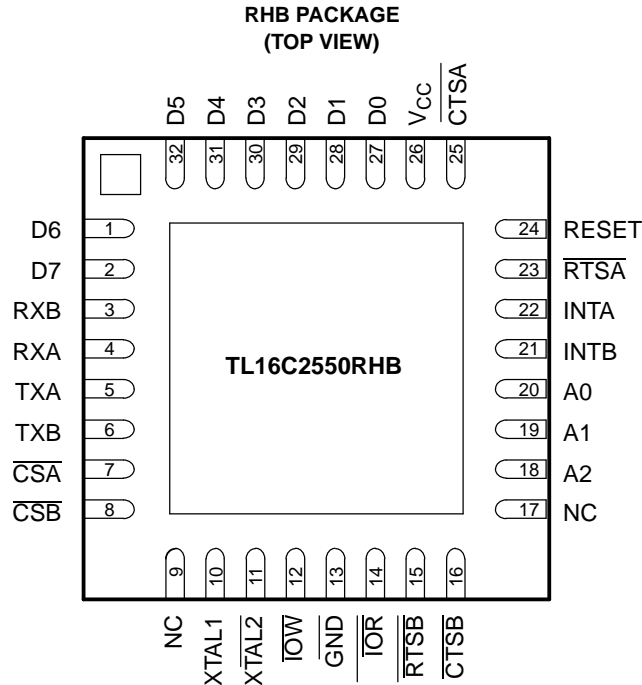 RHB PACKAGE
(TOP VIEW)
D5 D4 D3 D2 D1 D0 VCC CTSA
32 31 30 29 28 27 26 25
D6 1 24 RESET
D7 2 23 RTSA
RXB 3 22 INTA
RXA 4 21 INTB
TXA 5 20 A0
TXB 6 19 A1
CSA 7 18 A2
CSB 8 17 NC
TL16C2550RHB
9 10 11 12 13 14 15 16
NC XTAL1 XTAL2 IOW GND IOR RTSB CTSB